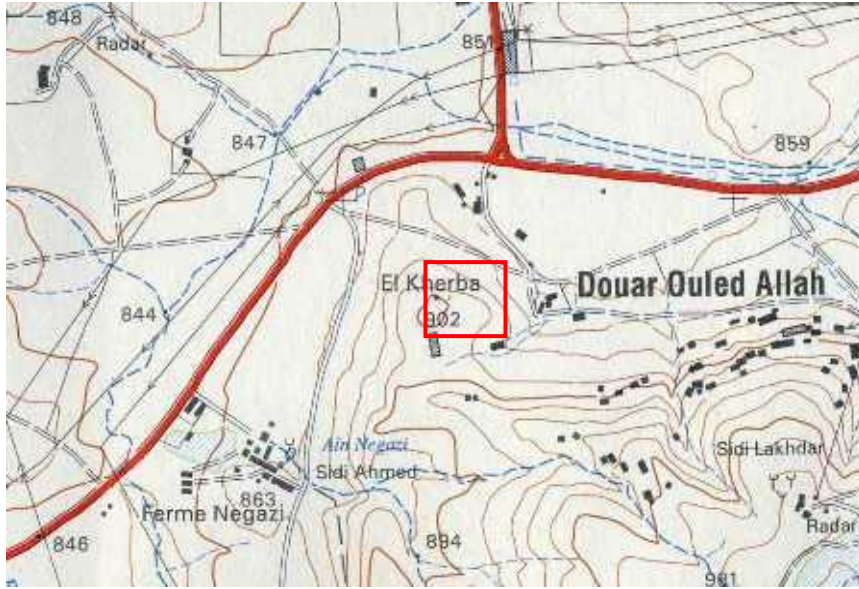 848
Radar
851
847
859
El Kherba
Douar Ouled Allah
844
902
Ain Negazi
Sidi Ahmed
Sidi Lakhdar
863
Ferme Negazi
Radar
846
894